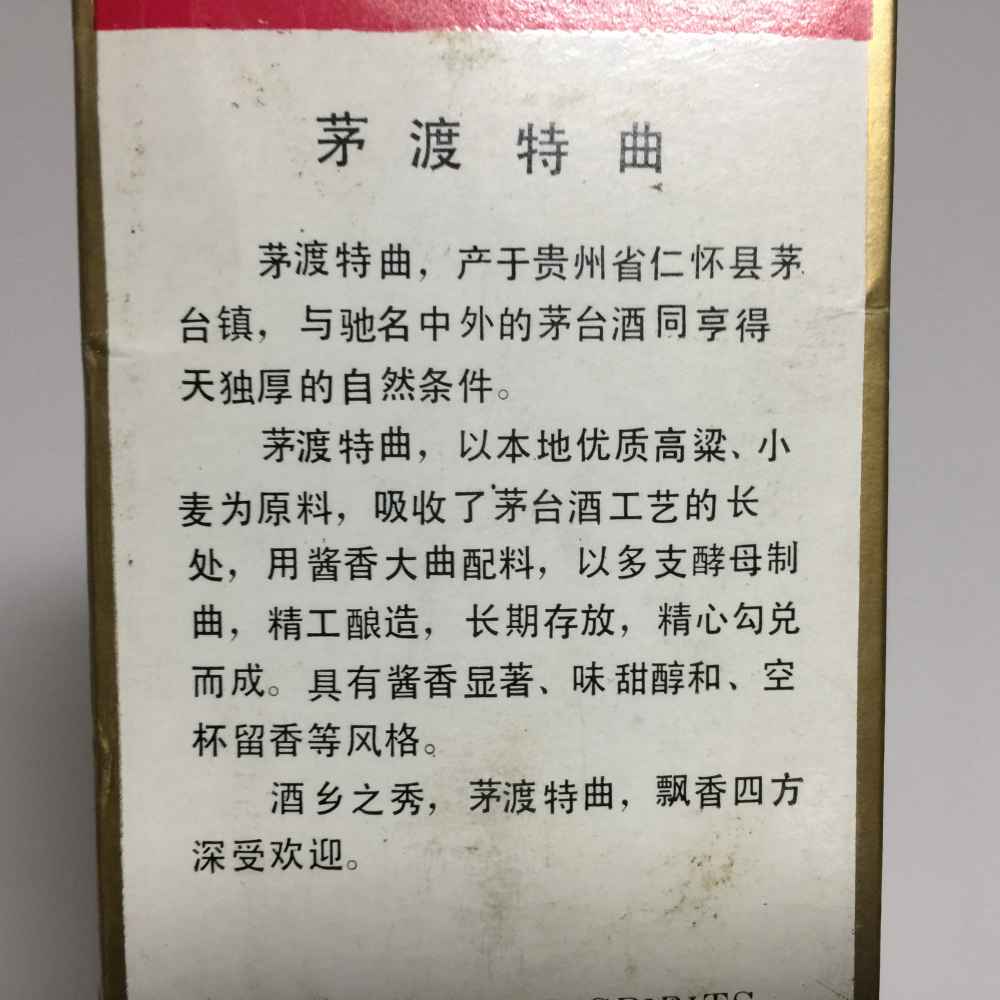 茅渡特曲
茅渡特曲，产于贵州省仁怀县茅
台镇，与驰名中外的茅台酒同享得
天独厚的自然条件。
茅渡特曲，以本地优质高粱、小
麦为原料，吸收了茅台酒工艺的长
处，用酱香大曲配料，以多支酵母制
曲，精工酿造，长期存放，精心勾兑
而成。具有酱香显著、味甜醇和、空
杯留香等风格。
酒乡之秀，茅渡特曲，飘香四方
深受欢迎。
SPIRITS